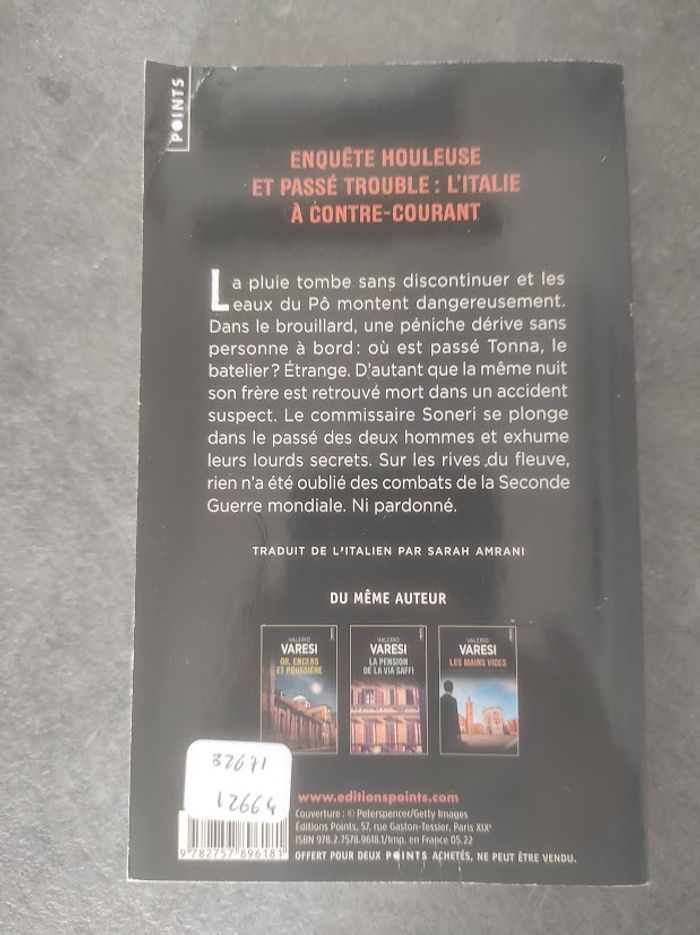 POINTS
ENQUÊTE HOULEUSE
ET PASSÉ TROUBLE : L'ITALIE
À CONTRE-COURANT
La pluie tombe sans discontinuer et les
eaux du Pô montent dangereusement.
Dans le brouillard, une péniche dérive sans
personne à bord : où est passé Tonna, le
batelier ? Étrange. D'autant que la même nuit
son frère est retrouvé mort dans un accident
suspect. Le commissaire Soneri se plonge
dans le passé des deux hommes et exhume
leurs lourds secrets. Sur les rives du fleuve,
rien n'a été oublié des combats de la Seconde
Guerre mondiale. Ni pardonné.
TRADUIT DE L'ITALIEN PAR SARAH AMRANI
DU MÊME AUTEUR
VALERIO
VARESI
OR, ENCENS
ET POUSSIÈRE
VALERIO
VARESI
LA PENSION
DE LA VIA SAFFI
VALERIO
VARESI
LES MAINS VIDES
32671
12664
www.editionspoints.com
Couverture : © Peterspencer/Getty Images
Éditions Points, 57, rue Gaston-Tessier, Paris XIXe
ISBN 978.2.7578.9618.1/Imp. en France 05.22
9 782757 896181
OFFERT POUR DEUX POINTS ACHETÉS, NE PEUT ÊTRE VENDU.